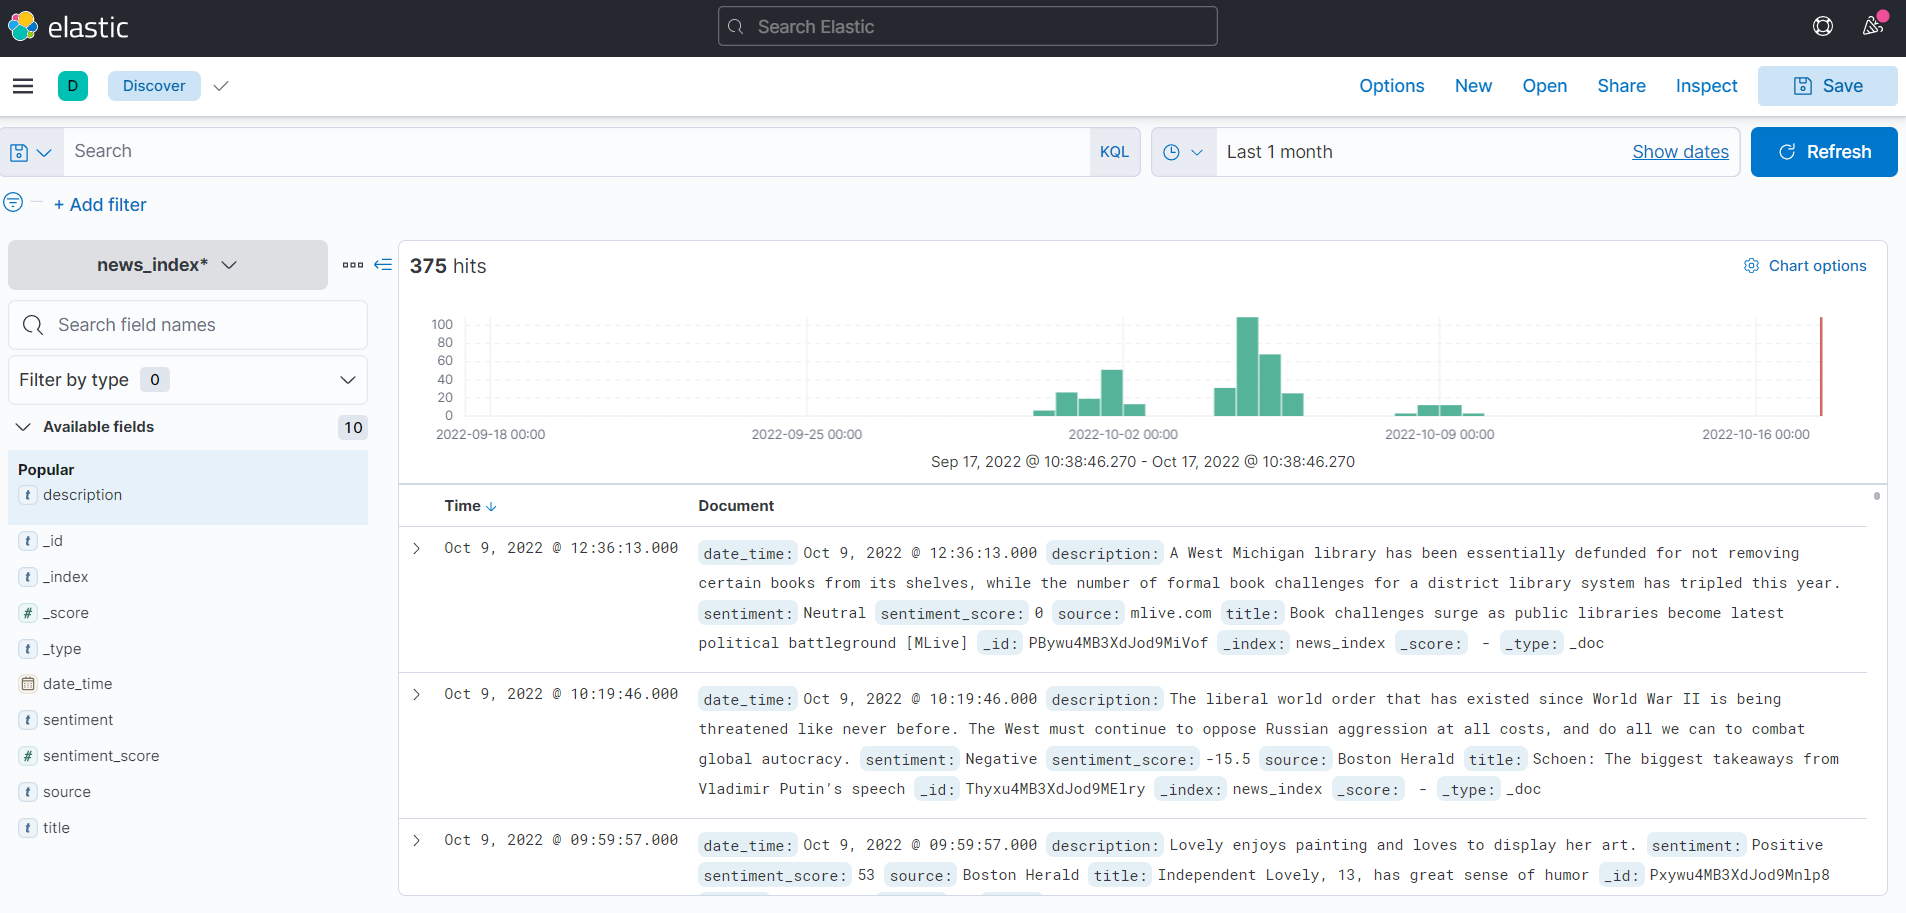 elastic
Search Elastic
D
Discover
Options New Open Share Inspect Save
Search
KQL
Last 1 month
Show dates
Refresh
+ Add filter
news_index*
Search field names
Filter by type 0
Available fields 10
Popular
t description
t _id
t _index
# _score
t _type
date_time
t sentiment
# sentiment_score
t source
t title
375 hits
Chart options
100
80
60
40
20
0
2022-09-18 00:00 2022-09-25 00:00 2022-10-02 00:00 2022-10-09 00:00 2022-10-16 00:00
Sep 17, 2022 @ 10:38:46.270 - Oct 17, 2022 @ 10:38:46.270
Time Document
Oct 9, 2022 @ 12:36:13.000
date_time: Oct 9, 2022 @ 12:36:13.000 description: A West Michigan library has been essentially defunded for not removing
certain books from its shelves, while the number of formal book challenges for a district library system has tripled this year.
sentiment: Neutral sentiment_score: 0 source: mlive.com title: Book challenges surge as public libraries become latest
political battleground [MLive] _id: PBywu4MB3XdJod9MiVof _index: news_index _score: - _type: _doc
Oct 9, 2022 @ 10:19:46.000
date_time: Oct 9, 2022 @ 10:19:46.000 description: The liberal world order that has existed since World War II is being
threatened like never before. The West must continue to oppose Russian aggression at all costs, and do all we can to combat
global autocracy. sentiment: Negative sentiment_score: -15.5 source: Boston Herald title: Schoen: The biggest takeaways from
Vladimir Putin's speech _id: Thyxu4MB3XdJod9MElry _index: news_index _score: - _type: _doc
Oct 9, 2022 @ 09:59:57.000
date_time: Oct 9, 2022 @ 09:59:57.000 description: Lovely enjoys painting and loves to display her art. sentiment: Positive
sentiment_score: 53 source: Boston Herald title: Independent Lovely, 13, has great sense of humor _id: Pxywu4MB3XdJod9Mnlp8